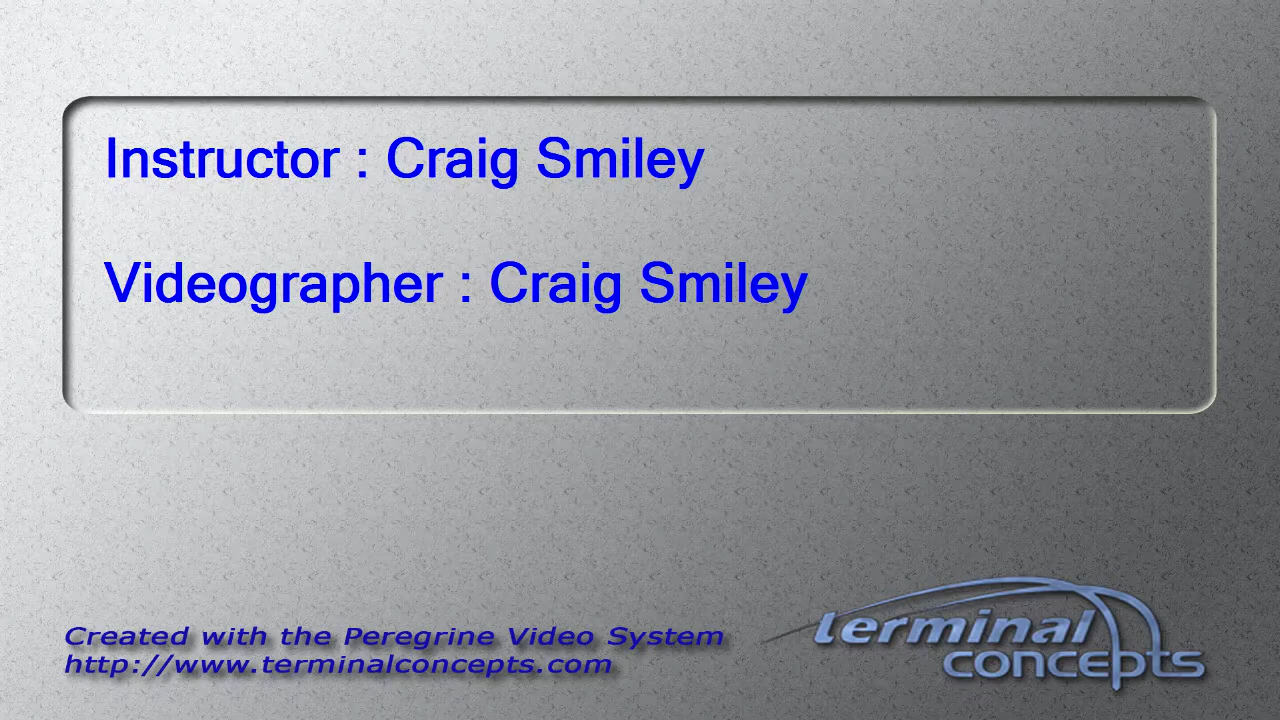 Instructor : Craig Smiley
Videographer : Craig Smiley
Created with the Peregrine Video System
http://www.terminalconcepts.com
terminal
concepts